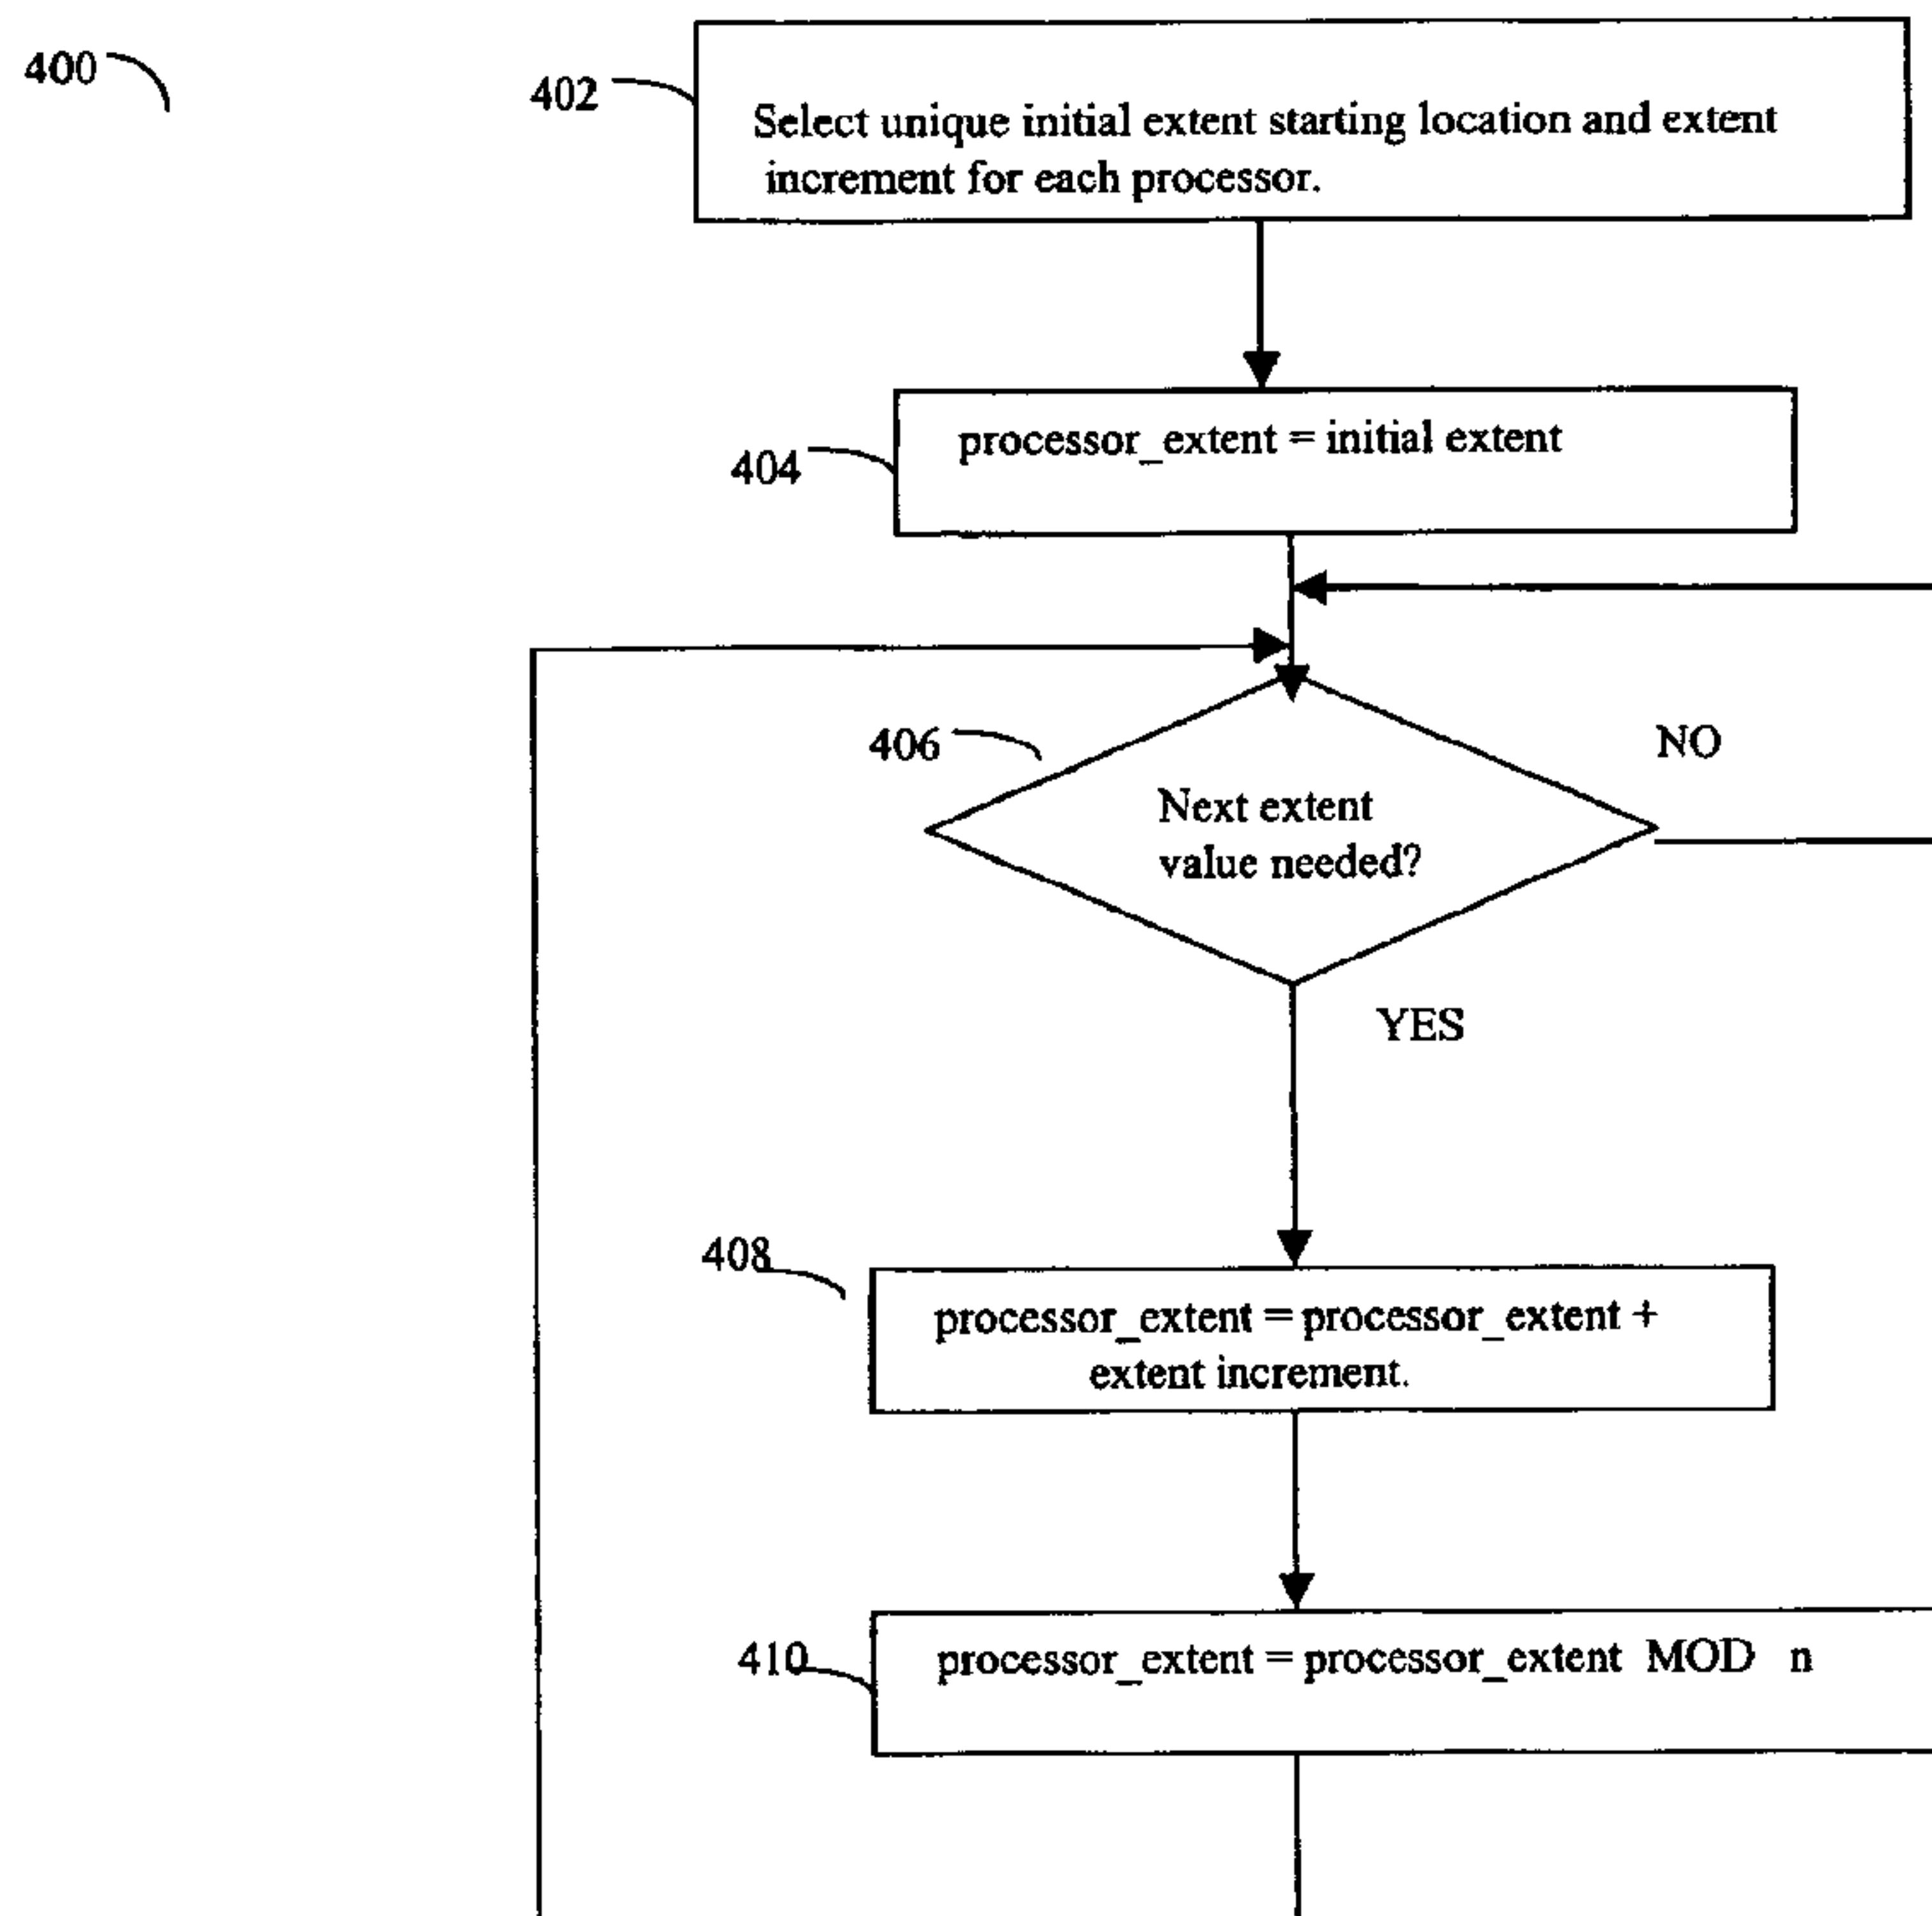 400
402
Select unique initial extent starting location and extent
increment for each processor.
404
processor_extent = initial extent
406
NO
Next extent
value needed?
YES
408
processor_extent = processor_extent +
extent increment.
410
processor_extent = processor_extent MOD n